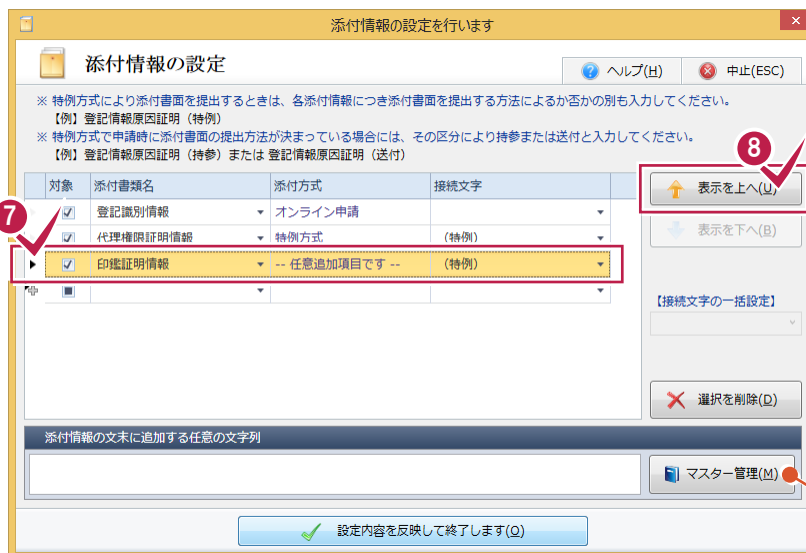 添付情報の設定を行います
添付情報の設定
ヘルプ(H)
中止(ESC)
※ 特例方式により添付書面を提出するときは、各添付情報につき添付書面を提出する方法によるか否かの別も入力してください。
【例】登記情報原因証明（特例）
※ 特例方式で申請時に添付書面の提出方法が決まっている場合には、その区分により持参または送付と入力してください。
【例】登記情報原因証明（持参）または 登記情報原因証明（送付）
8
対象 添付書類名 添付方式 接続文字
表示を上へ(U)
7
登記識別情報 オンライン申請
代理権限証明情報 特例方式 （特例）
表示を下へ(B)
印鑑証明情報 -- 任意追加項目です -- （特例）
【接続文字の一括設定】
選択を削除(D)
添付情報の文末に追加する任意の文字列
マスター管理(M)
設定内容を反映して終了します(O)